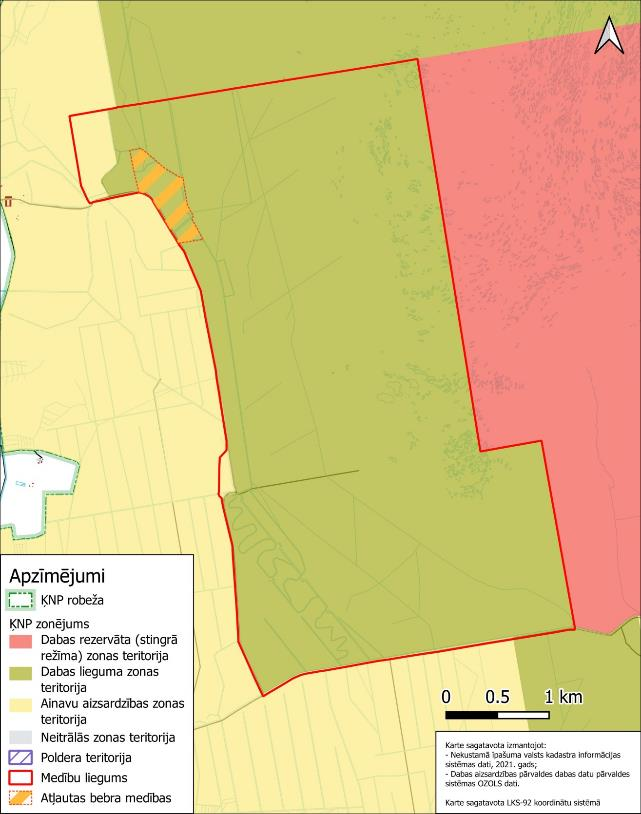 Apzīmējumi
ĶNP robeža
ĶNP zonējums
Dabas rezervāta (stingrā
režīma) zonas teritorija
Dabas lieguma zonas
teritorija
Ainavu aizsardzības zonas
teritorija
Neitrālās zonas teritorija
Poldera teritorija
Medību liegums
Atļautas bebra medības
0 0.5 1 km
Karte sagatavota izmantojot:
- Nekustamā īpašuma valsts kadastra informācijas
sistēmas dati, 2021. gads;
- Dabas aizsardzības pārvaldes dabas datu pārvaldes
sistēmas OZOLS dati.
Karte sagatavota LKS-92 koordinātu sistēmā